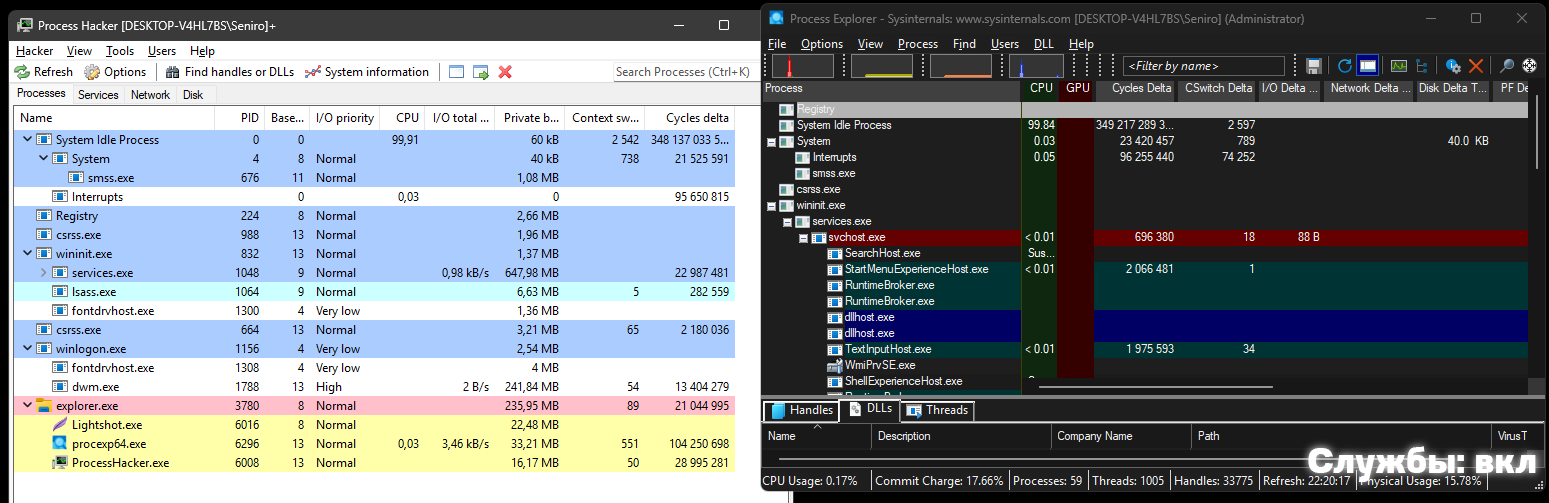 Process Hacker [DESKTOP-V4HL7BS\Seniro]+
Hacker View Tools Users Help
Refresh Options Find handles or DLLs System information Search Processes (Ctrl+K)
Processes Services Network Disk
Name PID Base... I/O priority CPU I/O total ... Private b... Context sw... Cycles delta
System Idle Process 0 0 99,91 60 kB 2 542 348 137 033 5...
System 4 8 Normal 40 kB 738 21 525 591
smss.exe 676 11 Normal 1,08 MB
Interrupts 0 0,03 0 95 650 815
Registry 224 8 Normal 2,66 MB
csrss.exe 988 13 Normal 1,96 MB
wininit.exe 832 13 Normal 1,37 MB
services.exe 1048 9 Normal 0,98 kB/s 647,98 MB 22 987 481
lsass.exe 1064 9 Normal 6,63 MB 5 282 559
fontdrvhost.exe 1300 4 Very low 1,36 MB
csrss.exe 664 13 Normal 3,21 MB 65 2 180 036
winlogon.exe 1156 4 Very low 2,54 MB
fontdrvhost.exe 1308 4 Very low 4 MB
dwm.exe 1788 13 High 2 B/s 241,84 MB 54 13 404 279
explorer.exe 3780 8 Normal 235,95 MB 89 21 044 995
Lightshot.exe 6016 8 Normal 22,48 MB
procexp64.exe 6296 13 Normal 0,03 3,46 kB/s 33,21 MB 551 104 250 698
ProcessHacker.exe 6008 13 Normal 16,17 MB 50 28 995 281
Process Explorer - Sysinternals: www.sysinternals.com [DESKTOP-V4HL7BS\Seniro] (Administrator)
File Options View Process Find Users DLL Help
<Filter by name>
Process CPU GPU Cycles Delta CSwitch Delta I/O Delta ... Network Delta ... Disk Delta T... PF De
Registry
System Idle Process 99.84 349 217 289 3... 2 597
System 0.03 23 420 457 789 40.0 KB
Interrupts 0.05 96 255 440 74 252
smss.exe
csrss.exe
wininit.exe
services.exe
svchost.exe < 0.01 696 380 18 88 B
SearchHost.exe Sus...
StartMenuExperienceHost.exe < 0.01 2 066 481 1
RuntimeBroker.exe
RuntimeBroker.exe
dllhost.exe
dllhost.exe
TextInputHost.exe < 0.01 1 975 593 34
WmiPrvSE.exe
ShellExperienceHost.exe
Handles DLLs Threads
Name Description Company Name Path VirusT
Службы: вкл
CPU Usage: 0.17% Commit Charge: 17.66% Processes: 59 Threads: 1005 Handles: 33775 Refresh: 22:20:17 Physical Usage: 15.78%